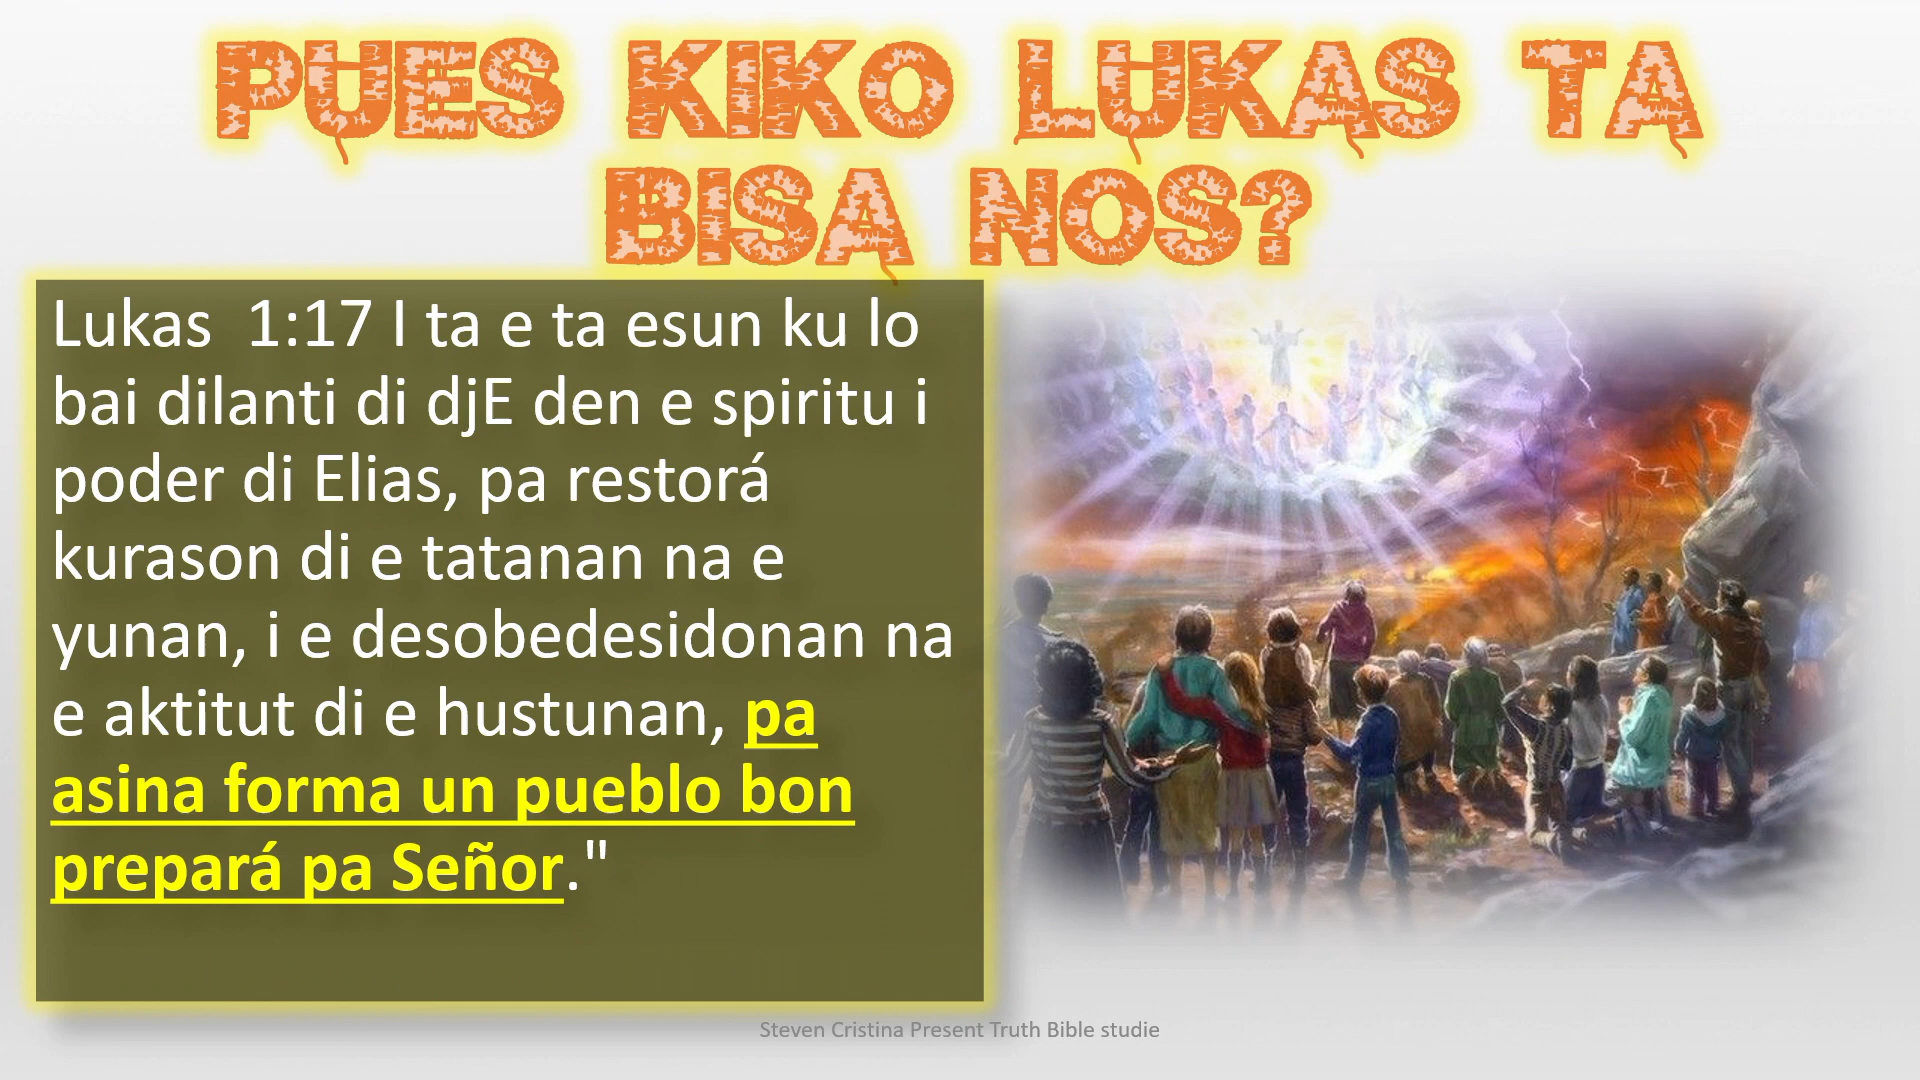 PUES KIKO LUKAS TA
BISA NOS?
Lukas  1:17 I ta e ta esun ku lo
bai dilanti di djE den e spiritu i
poder di Elias, pa restorá
kurason di e tatanan na e
yunan, i e desobedesidonan na
e aktitut di e hustunan, pa
asina forma un pueblo bon
prepará pa Señor."
Steven Cristina Present Truth Bible studie